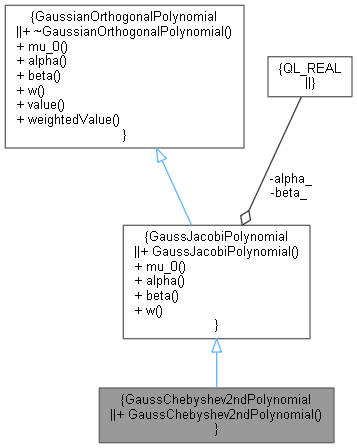 {GaussianOrthogonalPolynomial
||+ ~GaussianOrthogonalPolynomial()
+ mu_0()
+ alpha()
+ beta()
+ w()
+ value()
+ weightedValue()
}
{QL_REAL
||}
-alpha_
-beta_
{GaussJacobiPolynomial
||+ GaussJacobiPolynomial()
+ mu_0()
+ alpha()
+ beta()
+ w()
}
{GaussChebyshev2ndPolynomial
||+ GaussChebyshev2ndPolynomial()
}